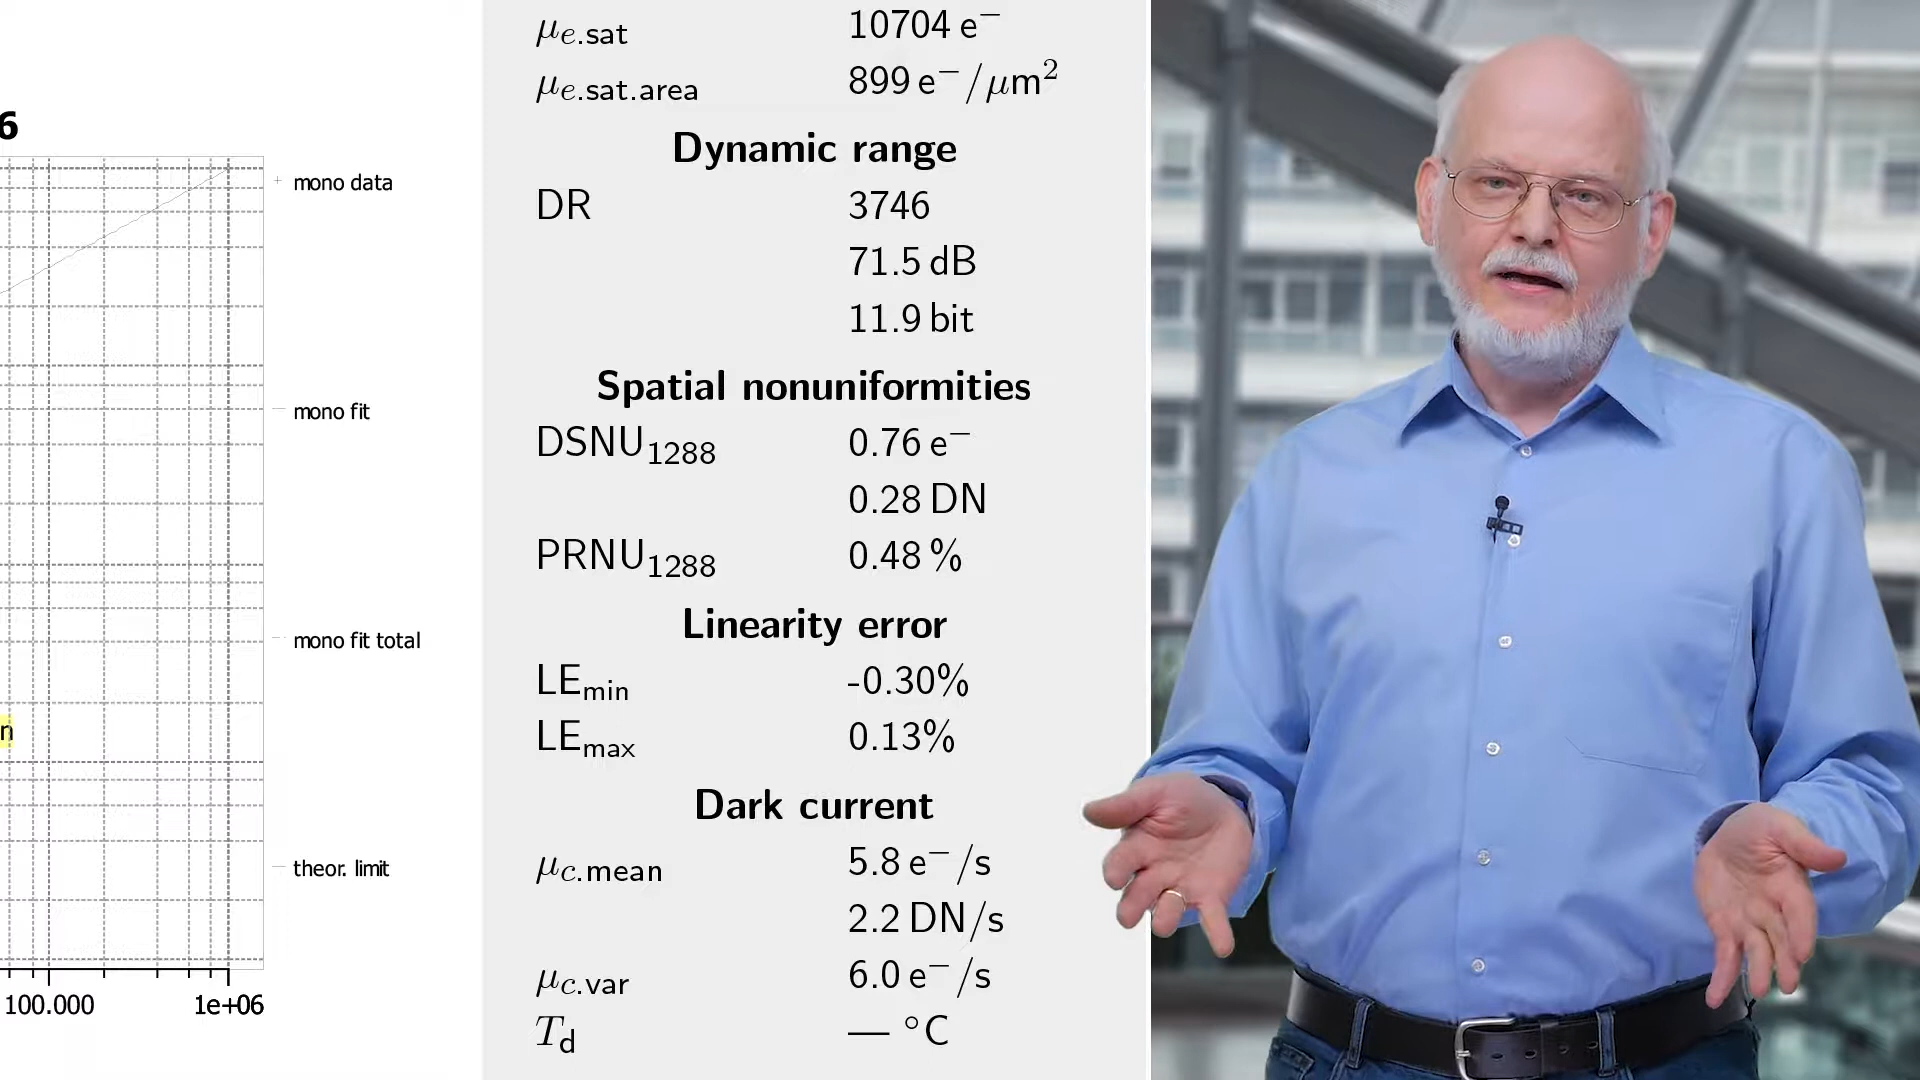 6
mono data
mono fit
mono fit total
theor. limit
n
100.000 1e+06
μe.sat 10704 e⁻
μe.sat.area 899 e⁻/μm²
Dynamic range
DR 3746
71.5 dB
11.9 bit
Spatial nonuniformities
DSNU₁₂₈₈ 0.76 e⁻
0.28 DN
PRNU₁₂₈₈ 0.48 %
Linearity error
LEmin -0.30%
LEmax 0.13%
Dark current
μc.mean 5.8 e⁻/s
2.2 DN/s
μc.var 6.0 e⁻/s
Td — °C